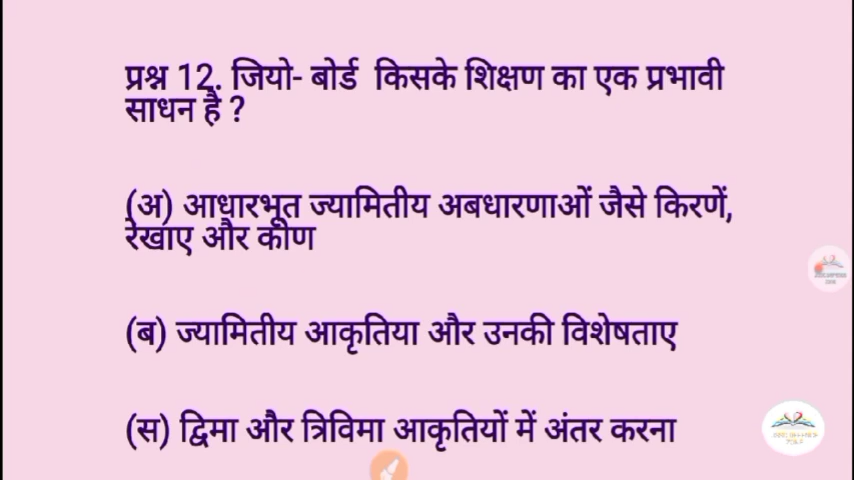 प्रश्न 12. जियो- बोर्ड किसके शिक्षण का एक प्रभावी
साधन है ?
(अ) आधारभूत ज्यामितीय अबधारणाओं जैसे किरणें,
रेखाए और कोण
(ब) ज्यामितीय आकृतिया और उनकी विशेषताए
(स) द्विमा और त्रिविमा आकृतियों में अंतर करना